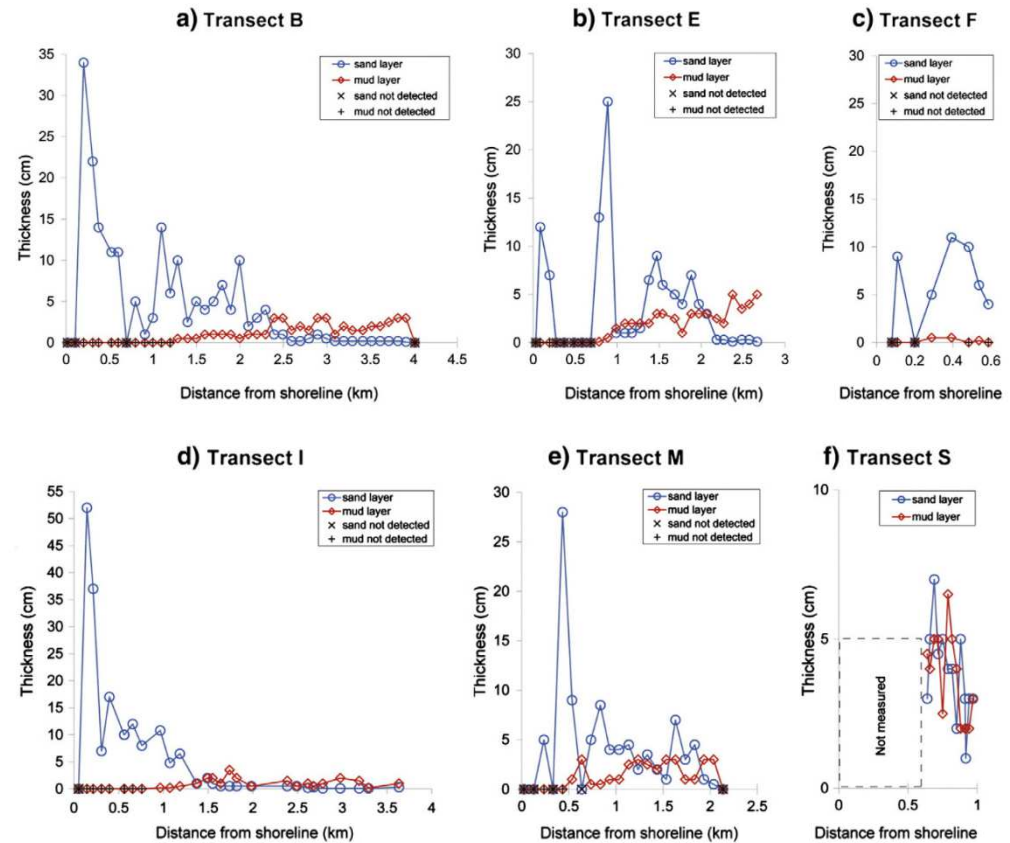 a) Transect B
35
30
25
20
15
10
5
0
Thickness (cm)
sand layer
mud layer
sand not detected
mud not detected
0 0.5 1 1.5 2 2.5 3 3.5 4 4.5
Distance from shoreline (km)
b) Transect E
30
25
20
15
10
5
0
Thickness (cm)
sand layer
mud layer
sand not detected
mud not detected
0 0.5 1 1.5 2 2.5 3
Distance from shoreline (km)
c) Transect F
30
25
20
15
10
5
0
Thickness (cm)
sand layer
mud layer
sand not detected
mud not detected
0 0.2 0.4 0.6
Distance from shoreline
d) Transect I
55
50
45
40
35
30
25
20
15
10
5
0
Thickness (cm)
sand layer
mud layer
sand not detected
mud not detected
0 0.5 1 1.5 2 2.5 3 3.5 4
Distance from shoreline (km)
e) Transect M
30
25
20
15
10
5
0
Thickness (cm)
sand layer
mud layer
sand not detected
mud not detected
0 0.5 1 1.5 2 2.5
Distance from shoreline (km)
f) Transect S
10
5
0
Thickness (cm)
sand layer
mud layer
Not measured
0 0.5 1
Distance from shoreline